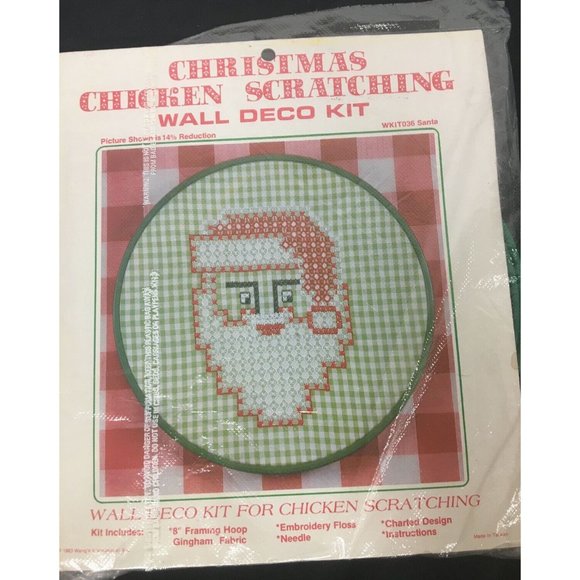 CHRISTMAS
CHICKEN SCRATCHING
WALL DECO KIT
Picture Shown is 14% Reduction
WKIT036 Santa
WALL DECO KIT FOR CHICKEN SCRATCHING
Kit Includes: *8" Framing Hoop *Embroidery Floss *Charted Design
Gingham Fabric *Needle *Instructions
Made in Taiwan